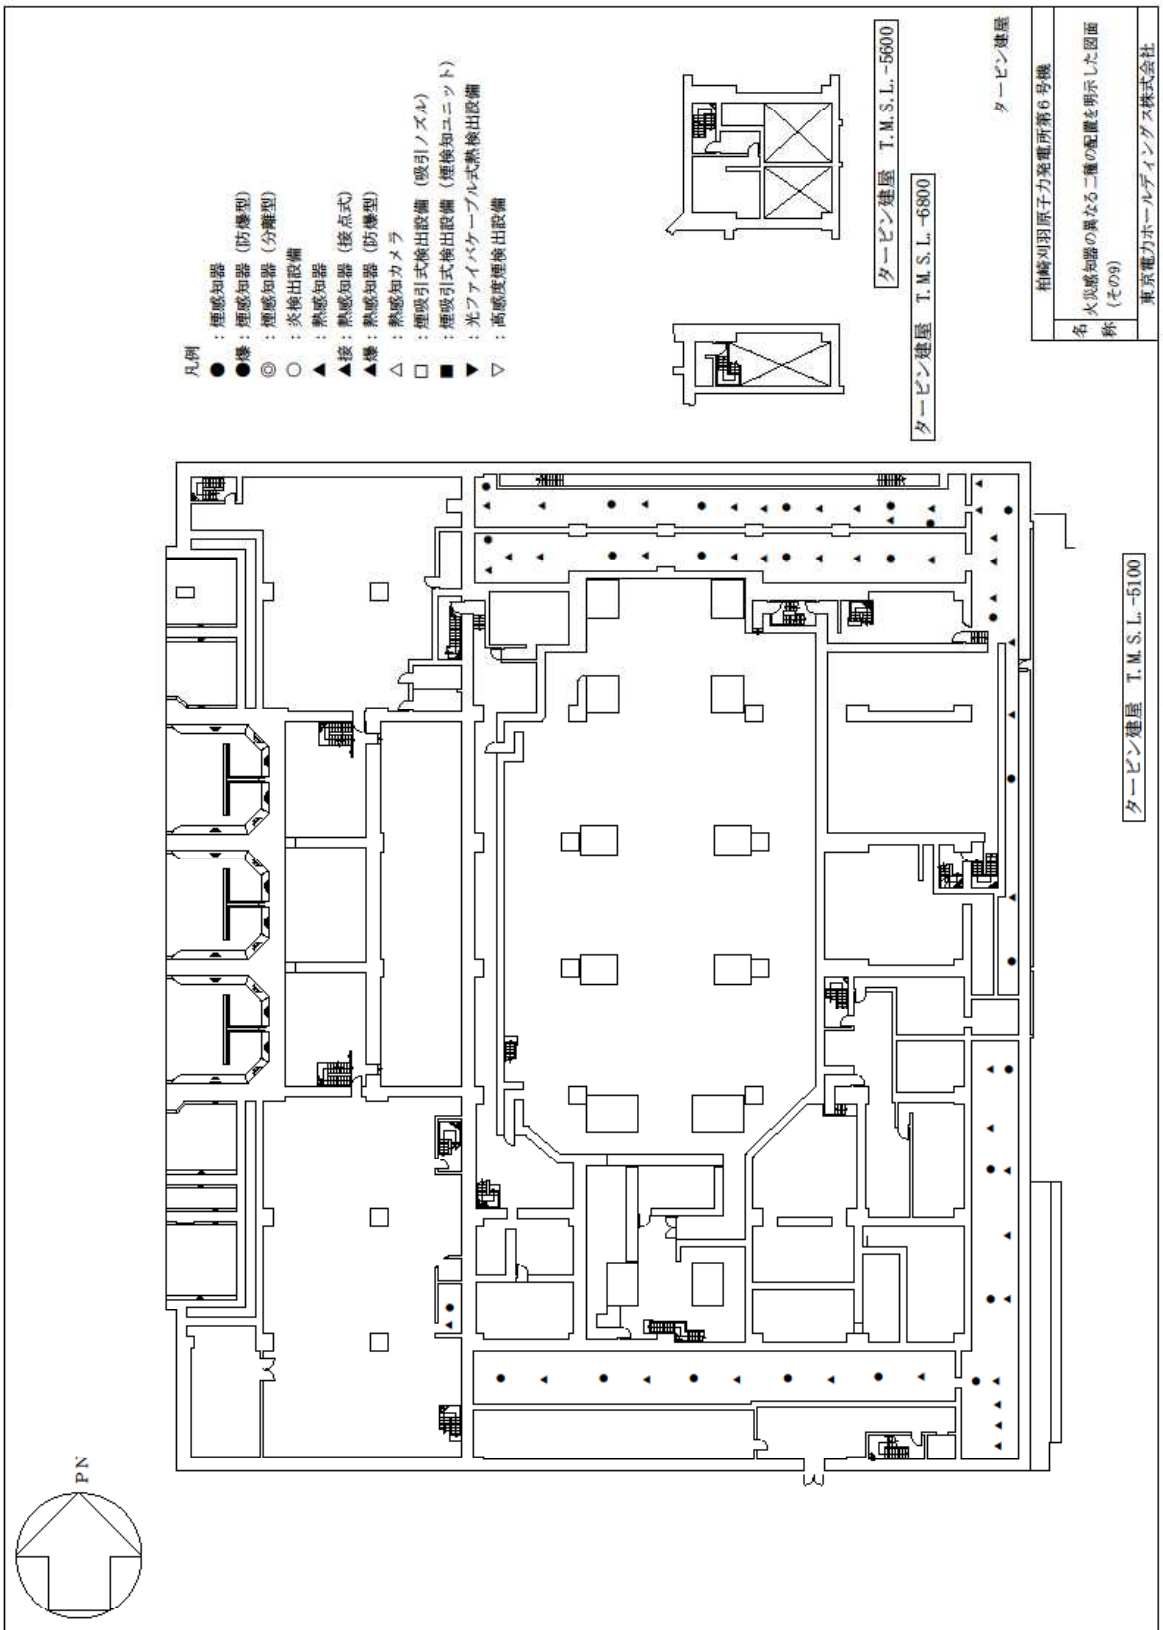 凡例
● ：煙感知器
●爆：煙感知器（防爆型）
◎ ：煙感知器（分離型）
○ ：炎検出設備
▲ ：熱感知器
▲接：熱感知器（接点式）
▲爆：熱感知器（防爆型）
△ ：熱感知カメラ
□ ：煙吸引式検出設備（吸引ノズル）
■ ：煙吸引式検出設備（煙検知ユニット）
▼ ：光ファイバケーブル式熱検出設備
▽ ：高感度煙検出設備
PN
タービン建屋 T.M.S.L.-5600
タービン建屋 T.M.S.L.-6800
タービン建屋 T.M.S.L.-5100
タービン建屋
柏崎刈羽原子力発電所第6号機
名称
火災感知器の異なる二種の配置を明示した図面
(その9)
東京電力ホールディングス株式会社